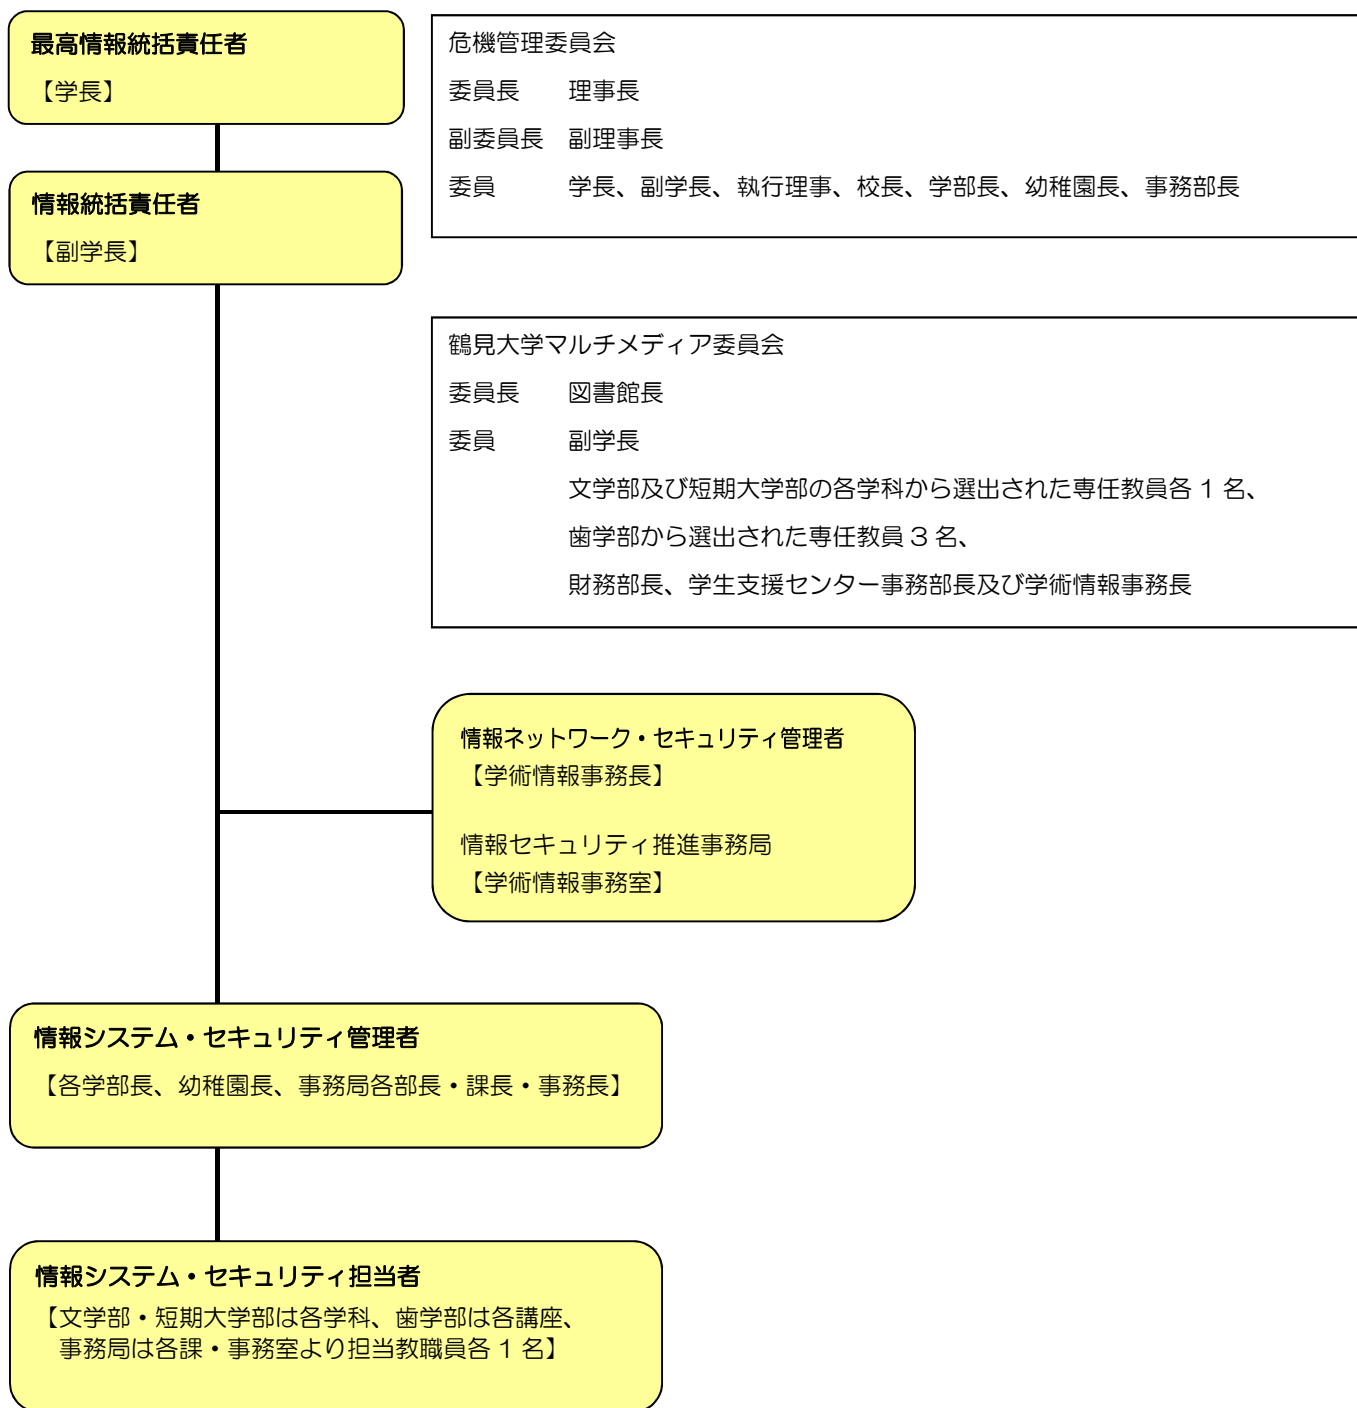 最高情報統括責任者
【学長】
情報統括責任者
【副学長】
危機管理委員会
委員長 理事長
副委員長 副理事長
委員 学長、副学長、執行理事、校長、学部長、幼稚園長、事務部長
鶴見大学マルチメディア委員会
委員長 図書館長
委員 副学長
文学部及び短期大学部の各学科から選出された専任教員各 1 名、
歯学部から選出された専任教員 3 名、
財務部長、学生支援センター事務部長及び学術情報事務長
情報ネットワーク・セキュリティ管理者
【学術情報事務長】
情報セキュリティ推進事務局
【学術情報事務室】
情報システム・セキュリティ管理者
【各学部長、幼稚園長、事務局各部長・課長・事務長】
情報システム・セキュリティ担当者
【文学部・短期大学部は各学科、歯学部は各講座、
事務局は各課・事務室より担当教職員各 1 名】